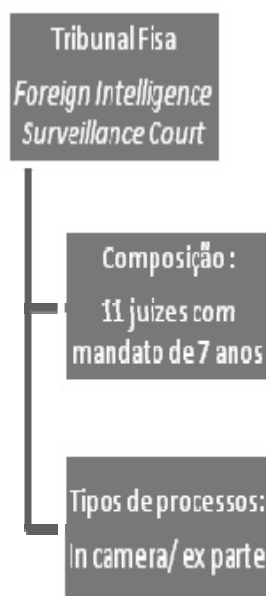 Tribunal Fisa
Foreign Intelligence
Surveillance Court
Composição :
11 juizes com
mandato de 7 anos
Tipos de processos:
In camera/ ex parte